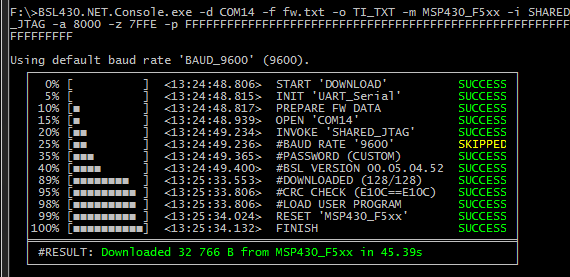 F:\>BSL430.NET.Console.exe -d COM14 -f fw.txt -o TI_TXT -m MSP430_F5xx -i SHARED
_JTAG -a 8000 -z 7FFE -p FFFFFFFFFFFFFFFFFFFFFFFFFFFFFFFFFFFFFFFFFFFFFFFFFFFFFF
FFFFFFFFFF
Using default baud rate 'BAUD_9600' (9600).
0% [ ] <13:24:48.806> START 'DOWNLOAD' SUCCESS
5% [ ] <13:24:48.815> INIT 'UART_Serial' SUCCESS
10% [■ ] <13:24:48.817> PREPARE FW DATA SUCCESS
15% [■ ] <13:24:48.939> OPEN 'COM14' SUCCESS
20% [■■ ] <13:24:49.234> INVOKE 'SHARED_JTAG' SUCCESS
25% [■■ ] <13:24:49.236> #BAUD RATE '9600' SKIPPED
35% [■■■ ] <13:24:49.365> #PASSWORD (CUSTOM) SUCCESS
40% [■■■■ ] <13:24:49.400> #BSL VERSION 00.05.04.52 SUCCESS
89% [■■■■■■■■ ] <13:25:33.553> #DOWNLOADED (128/128) SUCCESS
95% [■■■■■■■■■ ] <13:25:33.806> #CRC CHECK (E10C==E10C) SUCCESS
98% [■■■■■■■■■ ] <13:25:33.806> #LOAD USER PROGRAM SUCCESS
99% [■■■■■■■■■ ] <13:25:34.024> RESET 'MSP430_F5xx' SUCCESS
100% [■■■■■■■■■■] <13:25:34.132> FINISH SUCCESS
#RESULT: Downloaded 32 766 B from MSP430_F5xx in 45.39s